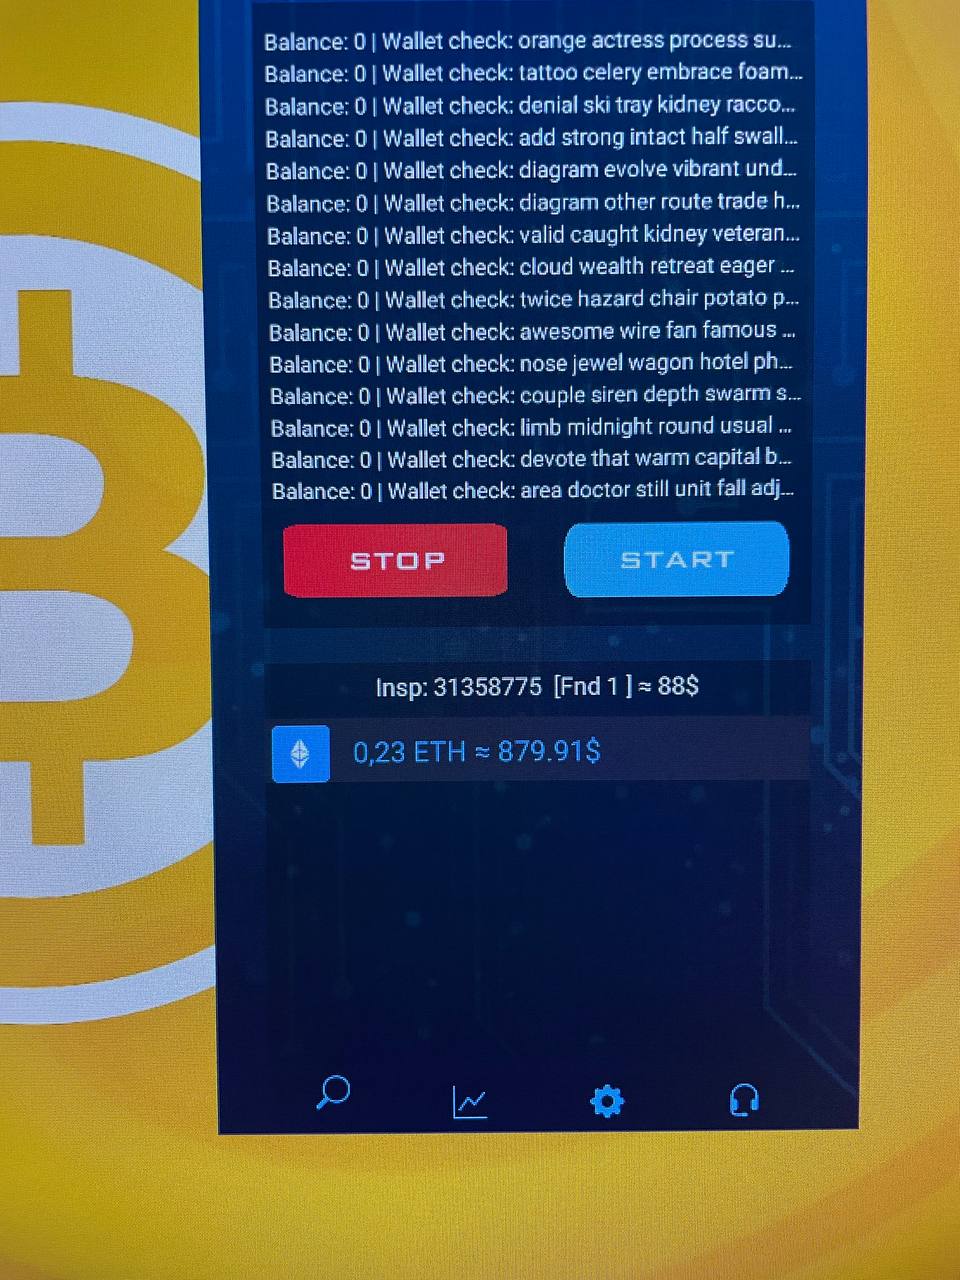 Balance: 0 | Wallet check: orange actress process su...
Balance: 0 | Wallet check: tattoo celery embrace foam...
Balance: 0 | Wallet check: denial ski tray kidney racco...
Balance: 0 | Wallet check: add strong intact half swall...
Balance: 0 | Wallet check: diagram evolve vibrant und...
Balance: 0 | Wallet check: diagram other route trade h...
Balance: 0 | Wallet check: valid caught kidney veteran...
Balance: 0 | Wallet check: cloud wealth retreat eager ...
Balance: 0 | Wallet check: twice hazard chair potato p...
Balance: 0 | Wallet check: awesome wire fan famous ...
Balance: 0 | Wallet check: nose jewel wagon hotel ph...
Balance: 0 | Wallet check: couple siren depth swarm s...
Balance: 0 | Wallet check: limb midnight round usual ...
Balance: 0 | Wallet check: devote that warm capital b...
Balance: 0 | Wallet check: area doctor still unit fall adj...
STOP START
Insp: 31358775 [Fnd 1 ] ≈ 88$
0,23 ETH ≈ 879.91$